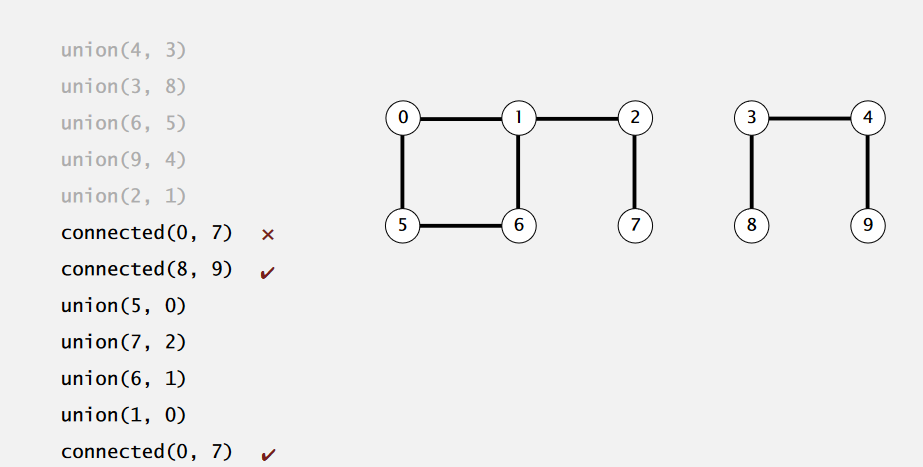 union(4, 3)
union(3, 8)
union(6, 5)
union(9, 4)
union(2, 1)
connected(0, 7) ×
connected(8, 9) ✓
union(5, 0)
union(7, 2)
union(6, 1)
union(1, 0)
connected(0, 7) ✓
0 1 2 3 4
5 6 7 8 9